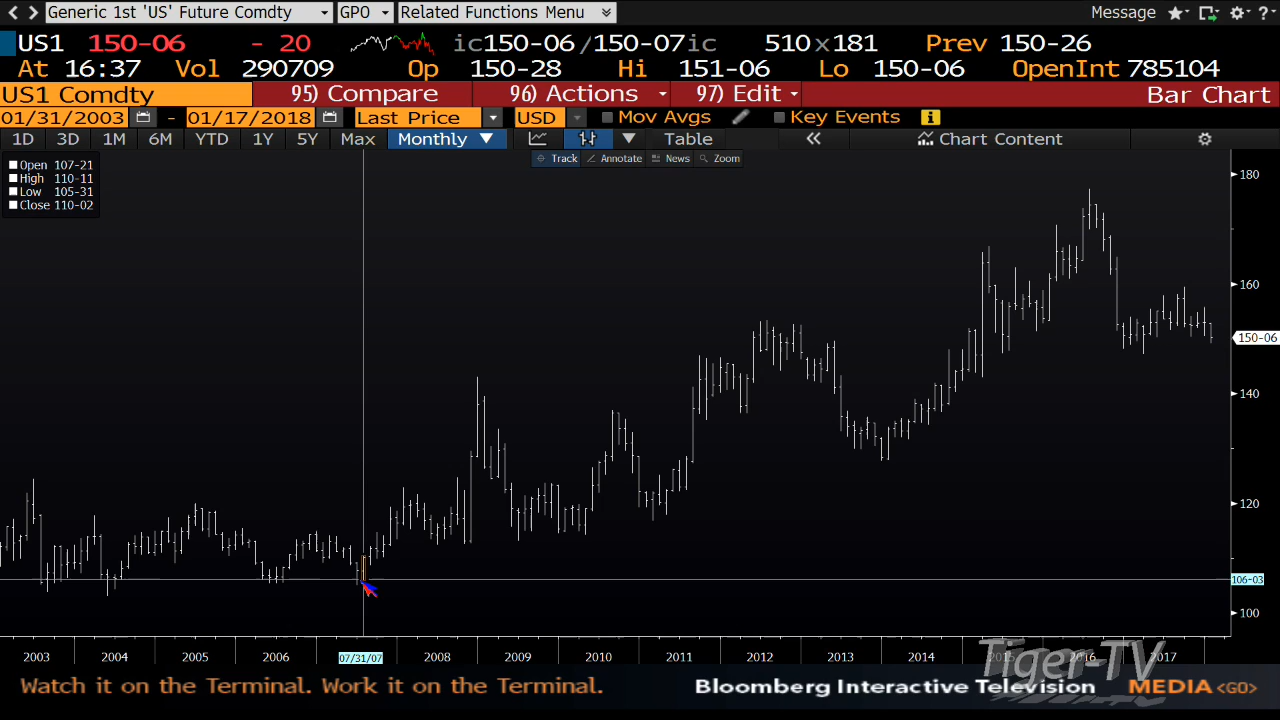 Generic 1st 'US' Future Comdty GPO Related Functions Menu Message ?
US1 150-06 - 20 ic150-06 /150-07ic 510x181 Prev 150-26
At 16:37 Vol 290709 Op 150-28 Hi 151-06 Lo 150-06 OpenInt 785104
US1 Comdty 95) Compare 96) Actions 97) Edit Bar Chart
01/31/2003 - 01/17/2018 Last Price USD Mov Avgs Key Events i
1D 3D 1M 6M YTD 1Y 5Y Max Monthly Table « Chart Content
Track Annotate News Zoom
Open 107-21
High 110-11
Low 105-31
Close 110-02
180
160
150-06
140
120
106-03
100
2003 2004 2005 2006 07/31/07 2008 2009 2010 2011 2012 2013 2014 2015 2016 2017
Tiger-TV
Watch it on the Terminal. Work it on the Terminal. Bloomberg Interactive Television MEDIA <GO>